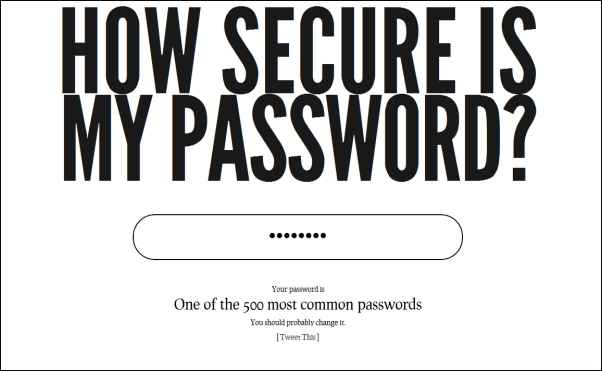 HOW SECURE IS
MY PASSWORD?
••••••••
Your password is
One of the 500 most common passwords
You should probably change it.
[ Tweet This ]